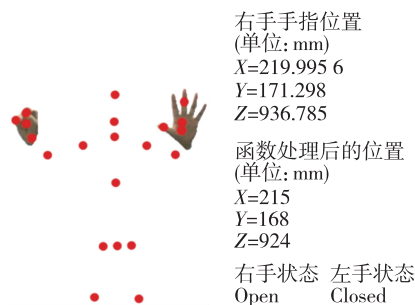 右手手指位置
(单位: mm)
X=219.995 6
Y=171.298
Z=936.785
函数处理后的位置
(单位: mm)
X=215
Y=168
Z=924
右手状态 左手状态
Open Closed